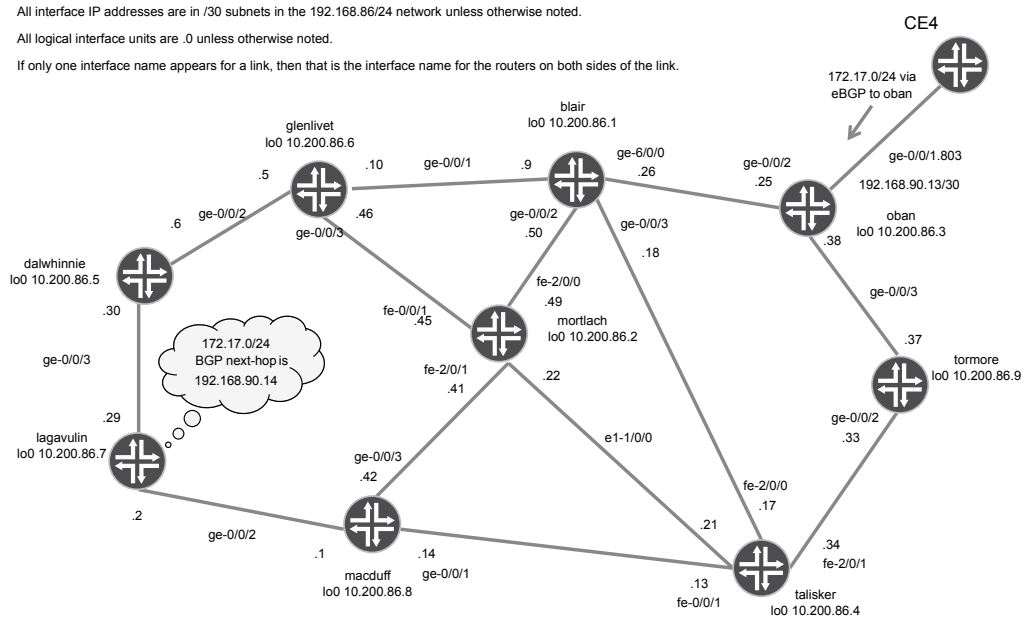 All interface IP addresses are in /30 subnets in the 192.168.86/24 network unless otherwise noted.
All logical interface units are .0 unless otherwise noted.
If only one interface name appears for a link, then that is the interface name for the routers on both sides of the link.
CE4
172.17.0/24 via
eBGP to oban
blair
lo0 10.200.86.1
glenlivet
lo0 10.200.86.6
.5
.10
ge-0/0/1
.9
ge-6/0/0
.26
ge-0/0/2
.25
ge-0/0/1.803
192.168.90.13/30
oban
lo0 10.200.86.3
.38
.6
ge-0/0/2
.46
ge-0/0/3
ge-0/0/2
.50
ge-0/0/3
.18
dalwhinnie
lo0 10.200.86.5
.30
fe-2/0/0
.49
fe-0/0/1
.45
mortlach
lo0 10.200.86.2
ge-0/0/3
.37
tormore
lo0 10.200.86.9
172.17.0/24
BGP next-hop is
192.168.90.14
ge-0/0/3
fe-2/0/1
.41
.22
ge-0/0/2
.33
.29
lagavulin
lo0 10.200.86.7
e1-1/0/0
ge-0/0/3
.42
fe-2/0/0
.17
.2
ge-0/0/2
.1
.14
ge-0/0/1
macduff
lo0 10.200.86.8
.21
.13
fe-0/0/1
.34
fe-2/0/1
talisker
lo0 10.200.86.4